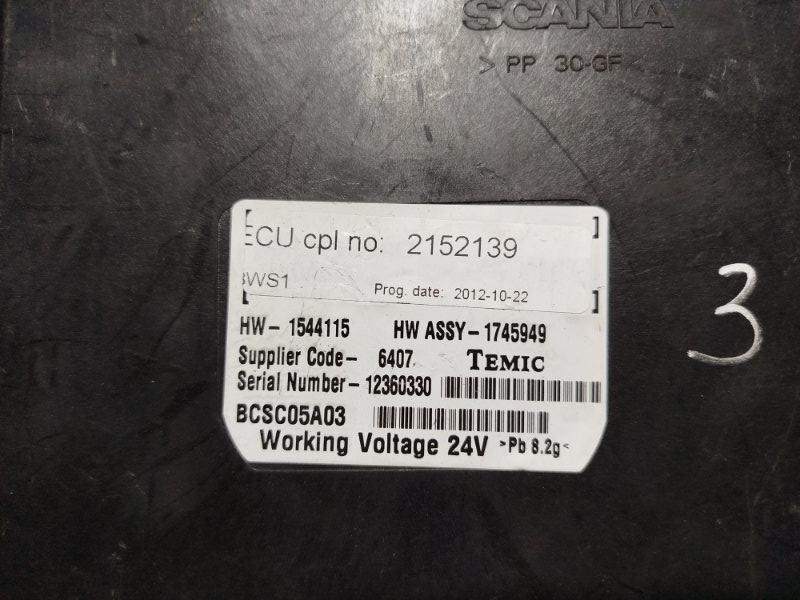 SCANIA
> PP 30-GF <
ECU cpl no: 2152139
BWS1
Prog. date: 2012-10-22
HW- 1544115 HW ASSY-1745949
Supplier Code- 6407 TEMIC
Serial Number- 12360330
BCSC05A03
Working Voltage 24V >Pb 8.2g<
3